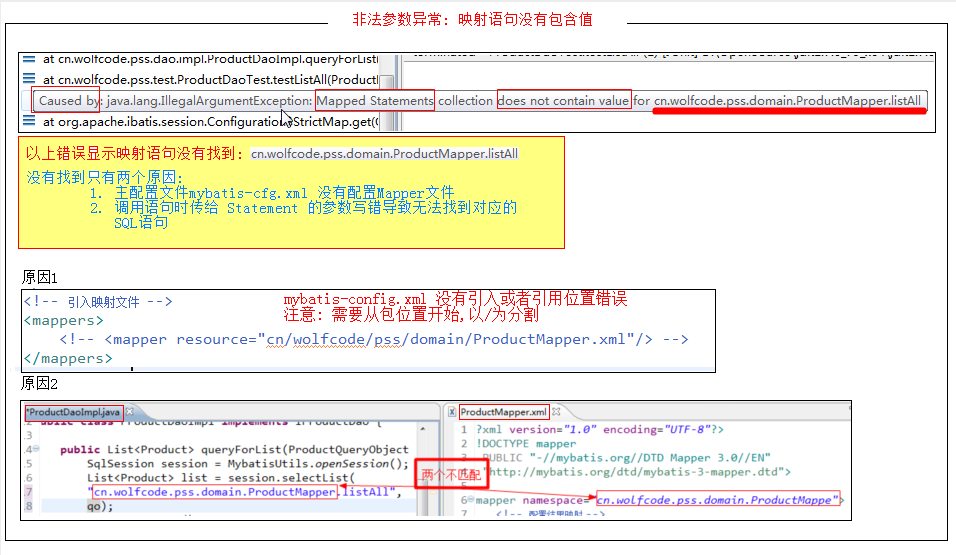 非法参数异常: 映射语句没有包含值
at cn.wolfcode.pss.dao.impl.ProductDaoImpl.queryForList(
at cn.wolfcode.pss.test.ProductDaoTest.testListAll(Product
Caused by: java.lang.IllegalArgumentException: Mapped Statements collection does not contain value for cn.wolfcode.pss.domain.ProductMapper.listAll
at org.apache.ibatis.session.Configuration StrictMap.get(
以上错误显示映射语句没有找到: cn.wolfcode.pss.domain.ProductMapper.listAll
没有找到只有两个原因:
1. 主配置文件mybatis-cfg.xml 没有配置Mapper文件
2. 调用语句时传给 Statement 的参数写错导致无法找到对应的
SQL语句
原因1
<!-- 引入映射文件 -->
mybatis-config.xml 没有引入或者引用位置错误
<mappers>
注意: 需要从包位置开始,以/为分割
<!-- <mapper resource="cn/wolfcode/pss/domain/ProductMapper.xml"/> -->
</mappers>
原因2
*ProductDaoImpl.java
ProductMapper.xml
public class ProductDaoImpl implements IProductDao {
public List<Product> queryForList(ProductQueryObject
SqlSession session = MybatisUtils.openSession();
List<Product> list = session.selectList(
"cn.wolfcode.pss.domain.ProductMapper.listAll",
qo);
两个不匹配
1 ?xml version="1.0" encoding="UTF-8"?>
2 !DOCTYPE mapper
3 PUBLIC "-//mybatis.org//DTD Mapper 3.0//EN"
4 "http://mybatis.org/dtd/mybatis-3-mapper.dtd">
5
6 mapper namespace="cn.wolfcode.pss.domain.ProductMappe">
7 <!-- 配置结果映射 -->